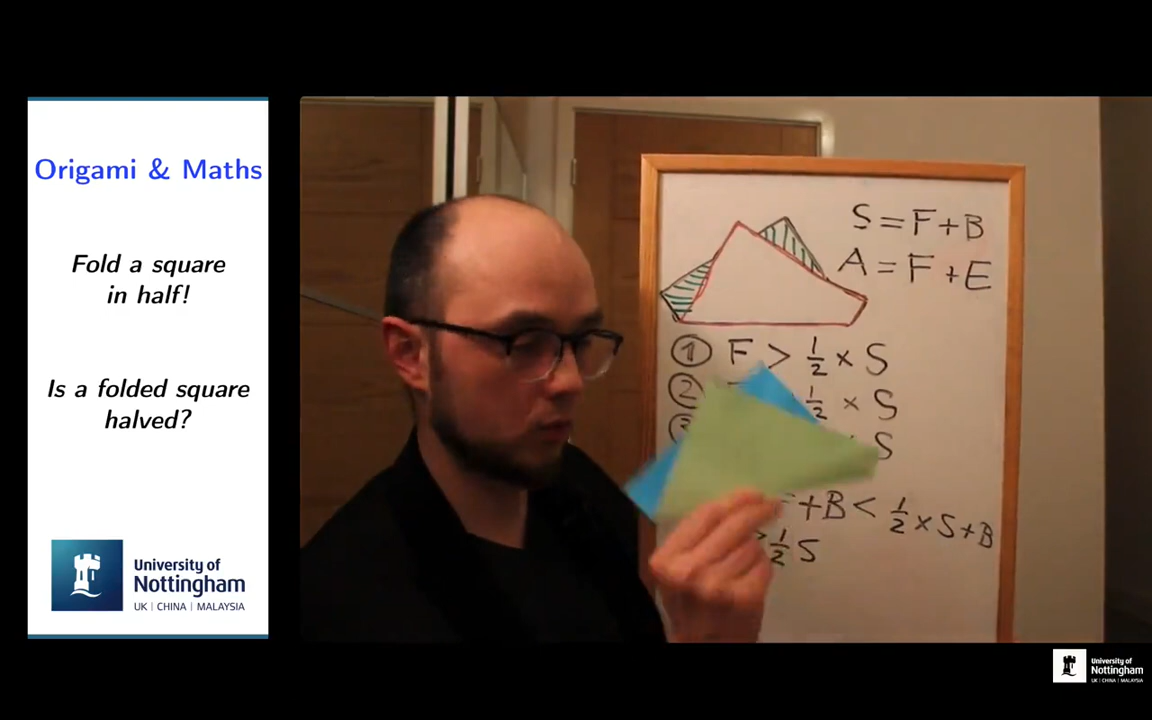 Origami & Maths
Fold a square
in half!
Is a folded square
halved?
University of
Nottingham
UK | CHINA | MALAYSIA
S = F + B
A = F + E
① F > ½ × S
② ½ × S
S
+ B < ½ × S + B
> ½ S
University of
Nottingham
UK | CHINA | MALAYSIA